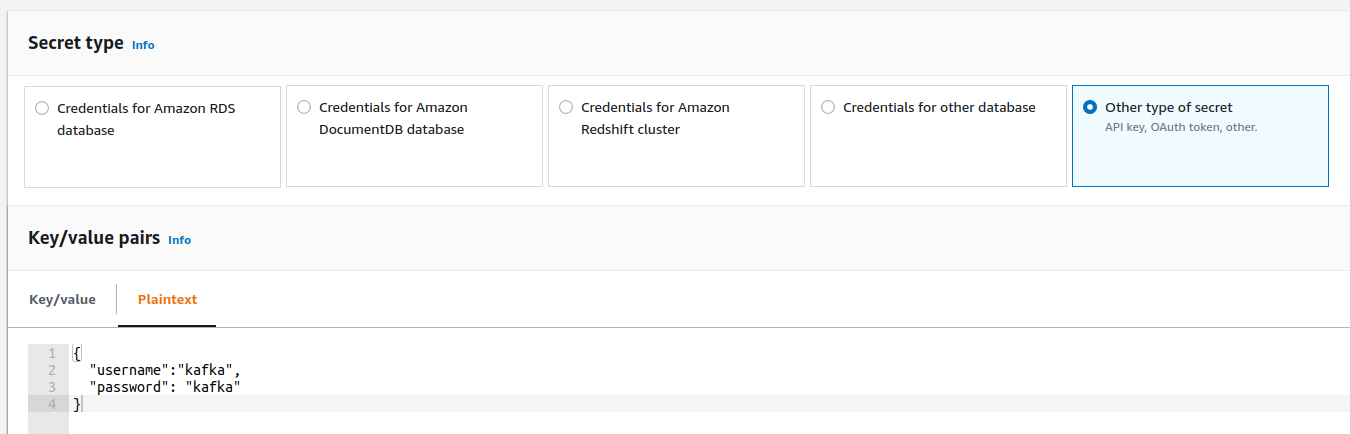 Secret type Info
Credentials for Amazon RDS
database
Credentials for Amazon
DocumentDB database
Credentials for Amazon
Redshift cluster
Credentials for other database
Other type of secret
API key, OAuth token, other.
Key/value pairs Info
Key/value Plaintext
1 {
2 "username":"kafka",
3 "password": "kafka"
4 }